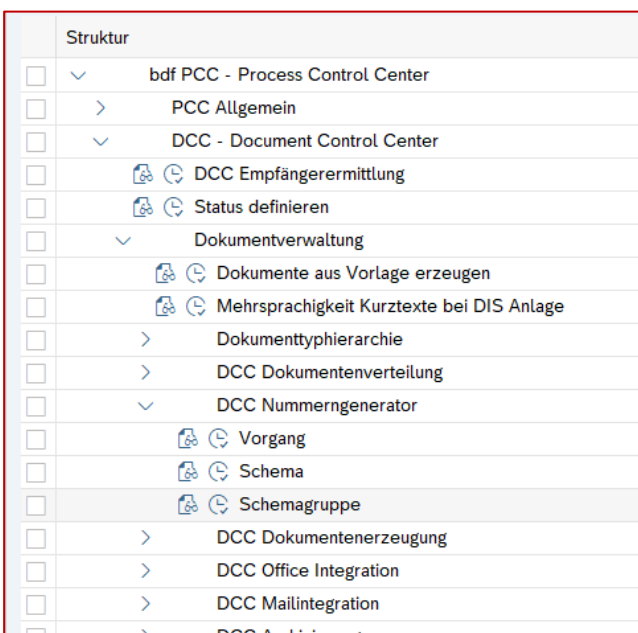 Struktur
bdf PCC - Process Control Center
PCC Allgemein
DCC - Document Control Center
DCC Empfängerermittlung
Status definieren
Dokumentverwaltung
Dokumente aus Vorlage erzeugen
Mehrsprachigkeit Kurztexte bei DIS Anlage
Dokumenttyphierarchie
DCC Dokumentenverteilung
DCC Nummerngenerator
Vorgang
Schema
Schemagruppe
DCC Dokumentenerzeugung
DCC Office Integration
DCC Mailintegration